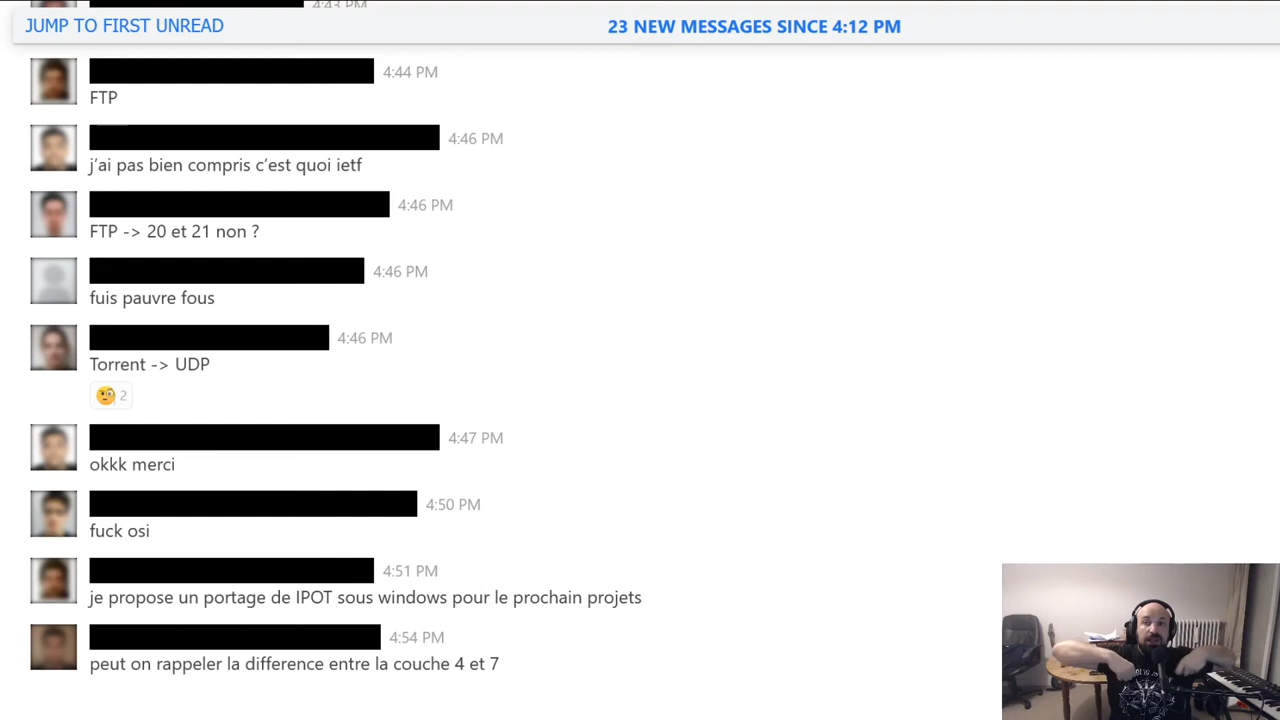 4:43 PM
JUMP TO FIRST UNREAD
23 NEW MESSAGES SINCE 4:12 PM
4:44 PM
FTP
4:46 PM
j'ai pas bien compris c'est quoi ietf
4:46 PM
FTP -> 20 et 21 non ?
4:46 PM
fuis pauvre fous
4:46 PM
Torrent -> UDP
2
4:47 PM
okkk merci
4:50 PM
fuck osi
4:51 PM
je propose un portage de IPOT sous windows pour le prochain projets
4:54 PM
peut on rappeler la difference entre la couche 4 et 7